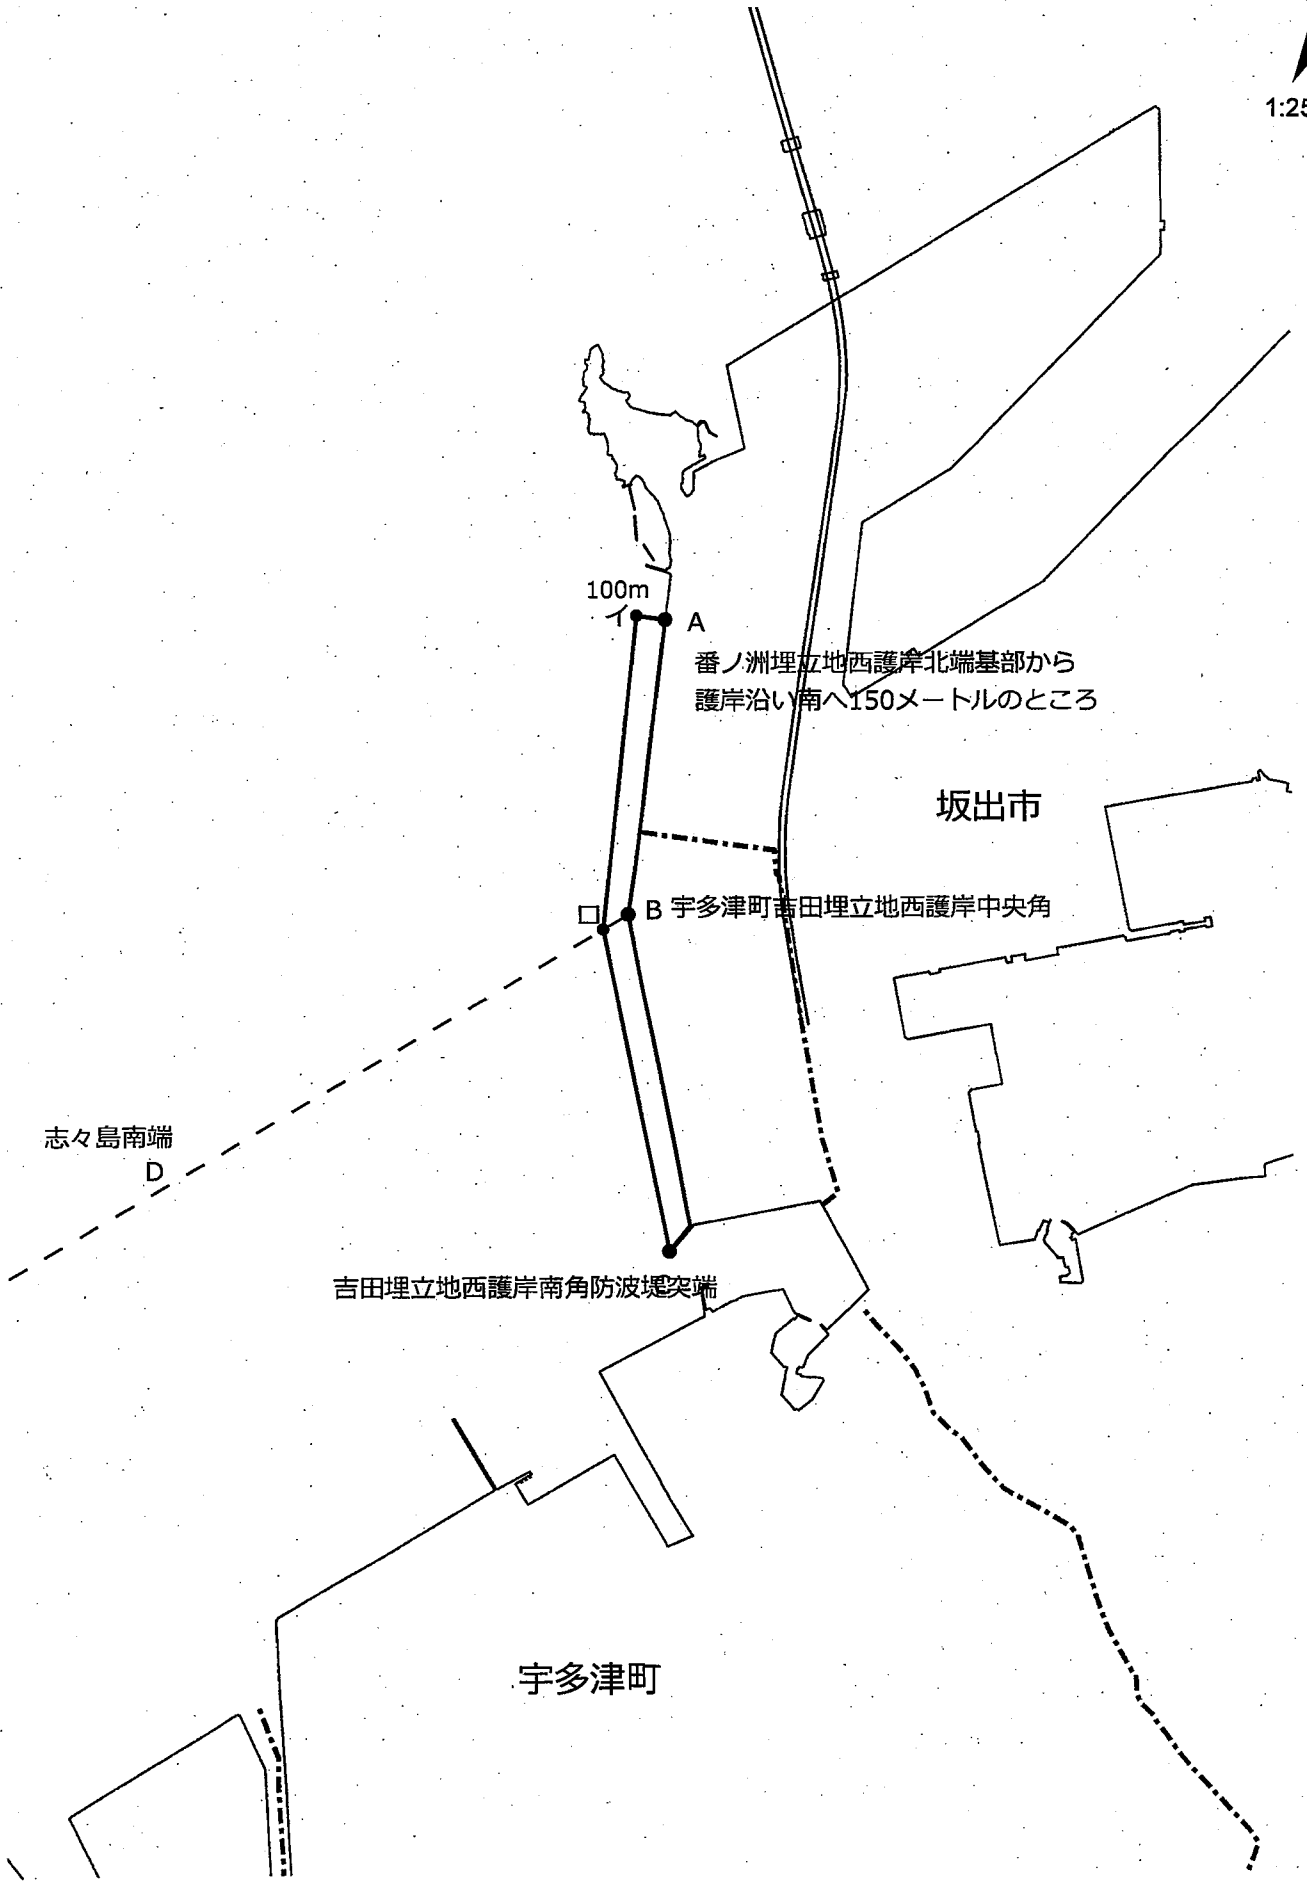 1:25
100m
イ
A
番ノ洲埋立地西護岸北端基部から
護岸沿い南へ150メートルのところ
坂出市
ロ
B
宇多津町吉田埋立地西護岸中央角
志々島南端
D
C
吉田埋立地西護岸南角防波堤突端
宇多津町